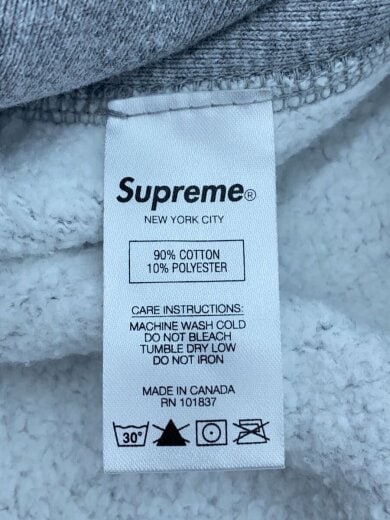 Supreme®
NEW YORK CITY
90% COTTON
10% POLYESTER
CARE INSTRUCTIONS:
MACHINE WASH COLD
DO NOT BLEACH
TUMBLE DRY LOW
DO NOT IRON
MADE IN CANADA
RN 101837
30°